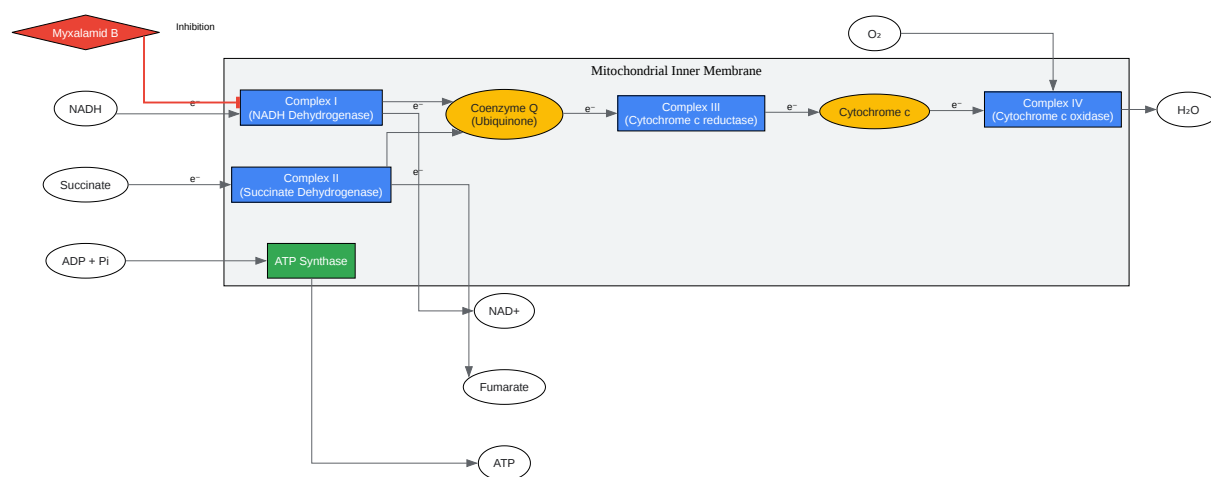 Myxalamid B
Inhibition
O₂
Mitochondrial Inner Membrane
NADH
e⁻
Complex I
(NADH Dehydrogenase)
e⁻
Coenzyme Q
(Ubiquinone)
e⁻
Complex III
(Cytochrome c reductase)
e⁻
Cytochrome c
e⁻
Complex IV
(Cytochrome c oxidase)
H₂O
Succinate
e⁻
Complex II
(Succinate Dehydrogenase)
e⁻
ADP + Pi
ATP Synthase
NAD+
Fumarate
ATP